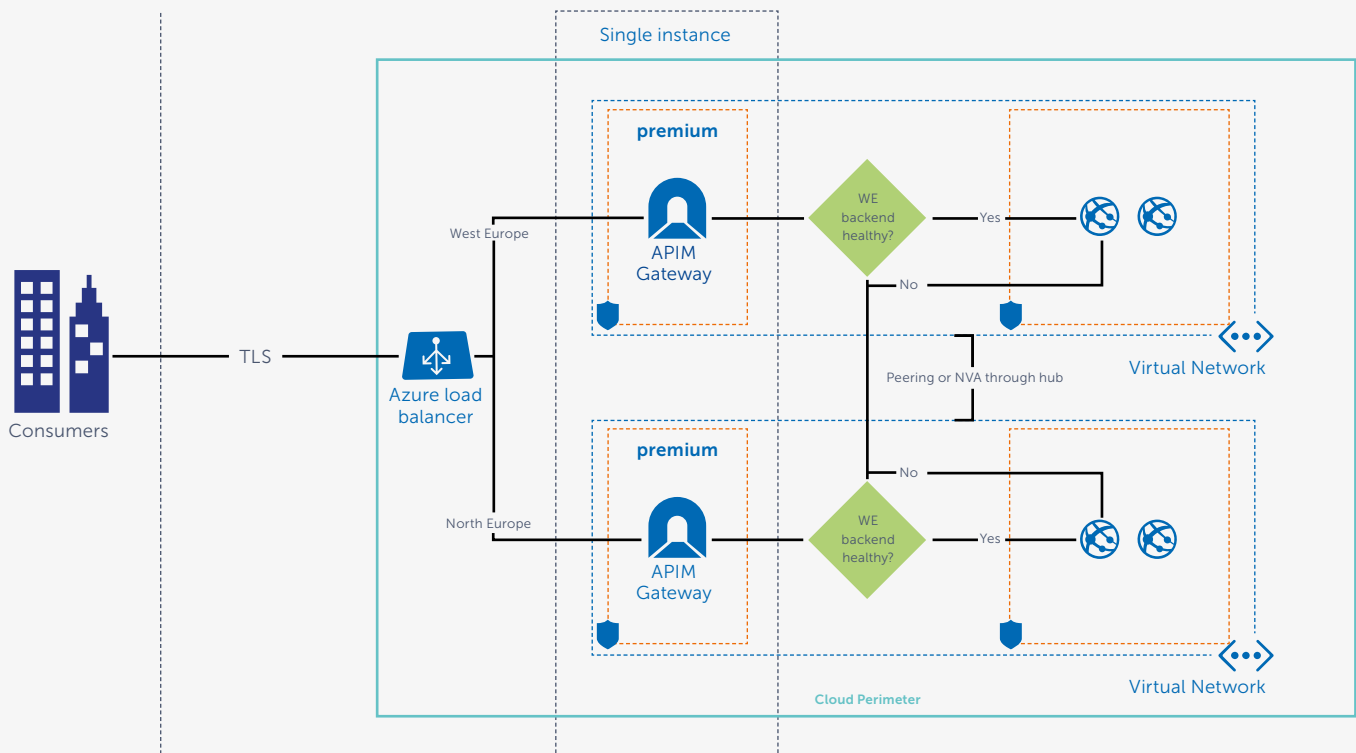 Single instance
premium
APIM
Gateway
WE
backend
healthy?
Yes
No
West Europe
Virtual Network
Consumers
TLS
Azure load
balancer
Peering or NVA through hub
premium
APIM
Gateway
No
WE
backend
healthy?
Yes
North Europe
Virtual Network
Cloud Perimeter